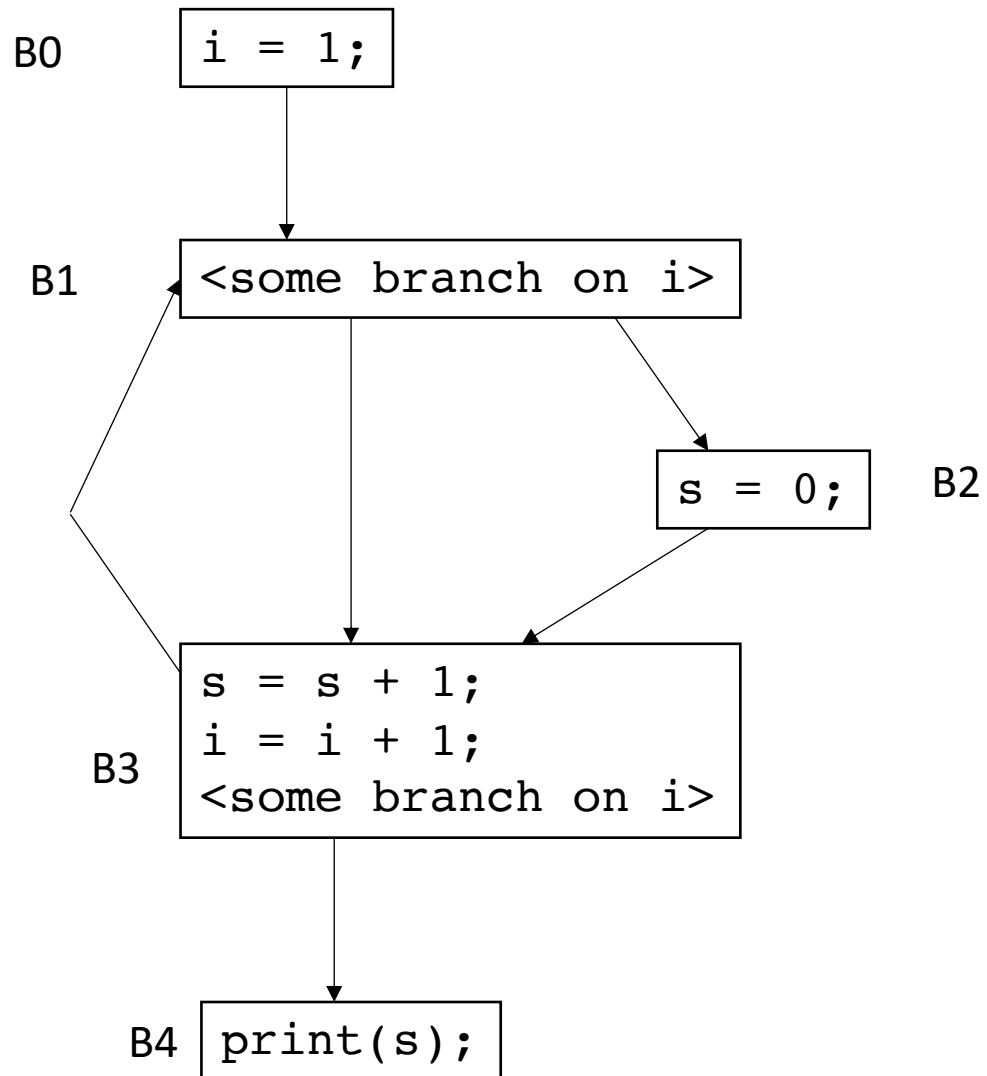 B0
i = 1;
B1
<some branch on i>
s = 0;
B2
B3
s = s + 1;
i = i + 1;
<some branch on i>
B4
print(s);